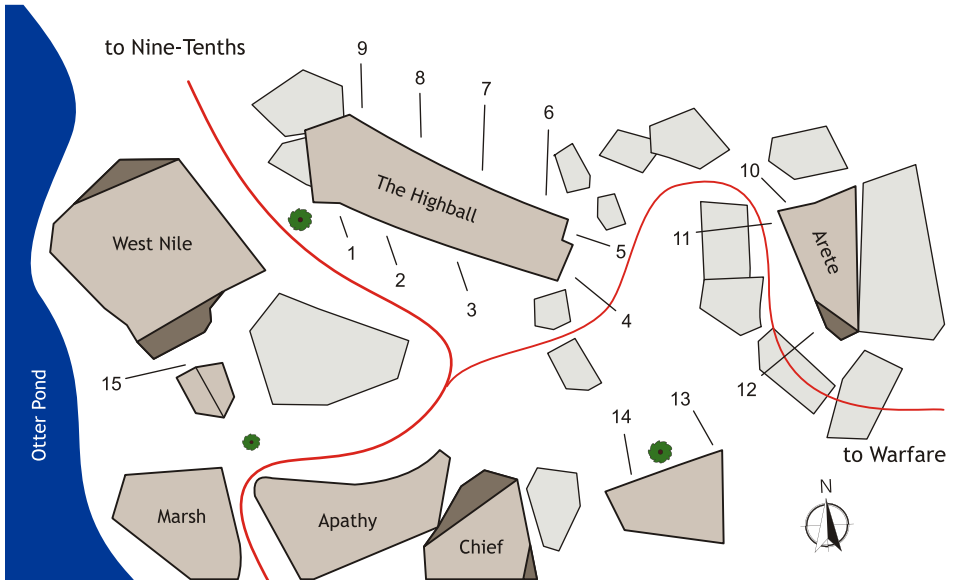 to Nine-Tenths
9
8
7
6
10
The Highball
West Nile
1
2
3
5
4
11
Arete
15
12
13
14
Otter Pond
to Warfare
N
Marsh
Apathy
Chief